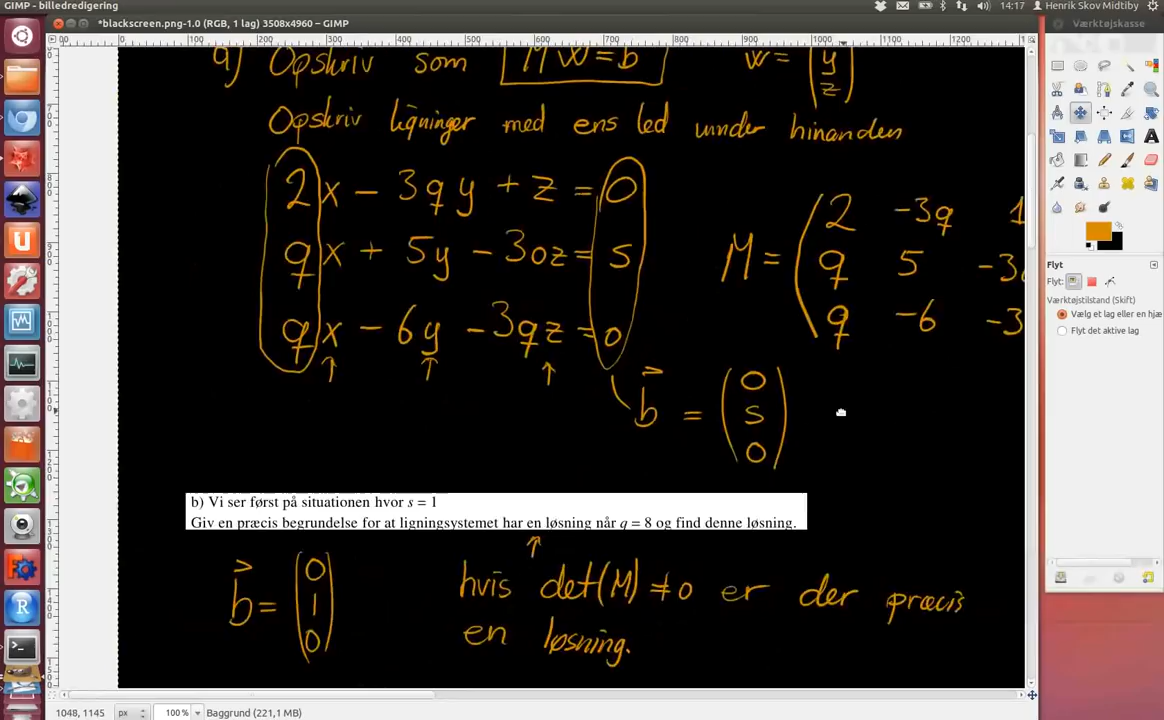 GIMP – billedredigering
14:17 Henrik Skov Midtiby
*blackscreen.png-1.0 (RGB, 1 lag) 3508x4960 – GIMP
Værktøjskasse
a) Opskriv som M W = b w = ( y z )
Opskriv ligninger med ens led under hinanden
2x – 3qy + z = 0
qx + 5y – 30z = s
qx – 6y – 3qz = 0
M = ( 2 -3q 1
q 5 -30
q -6 -3
b = ( 0 s 0 )
b) Vi ser først på situationen hvor s = 1
Giv en præcis begrundelse for at ligningsystemet har en løsning når q = 8 og find denne løsning.
b = ( 0 1 0 )
hvis det(M) ≠ 0 er der præcis
en løsning.
Flyt
Flyt:
Værktøjstilstand (Skift)
Vælg et lag eller en hjæ
Flyt det aktive lag
1048, 1145 px 100% Baggrund (221,1 MB)